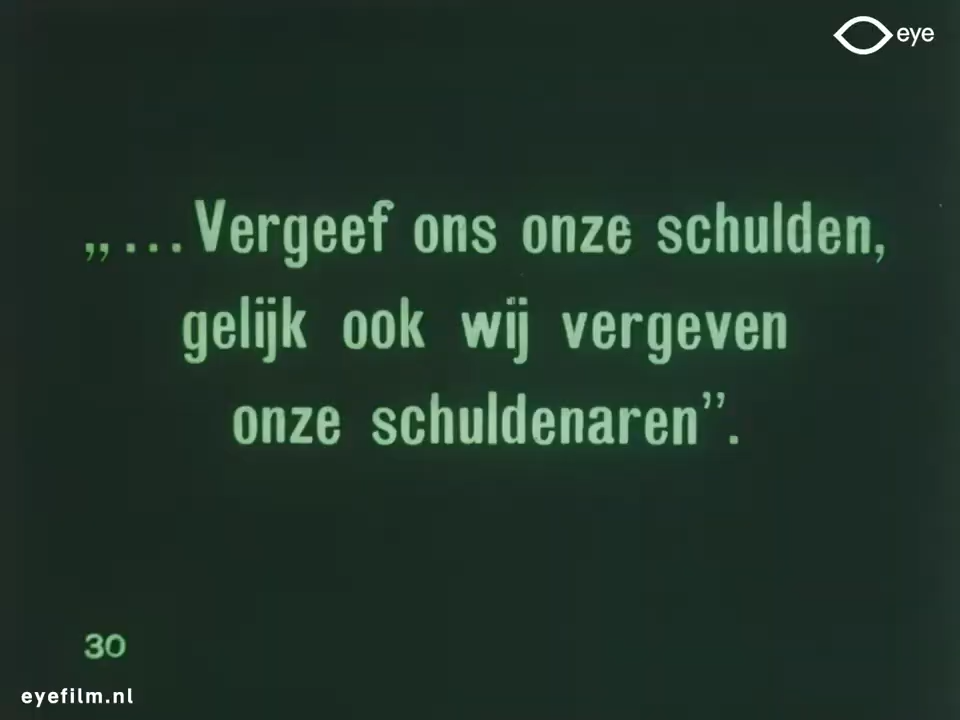 eye
„...Vergeef ons onze schulden,
gelijk ook wij vergeven
onze schuldenaren”.
30
eyefilm.nl